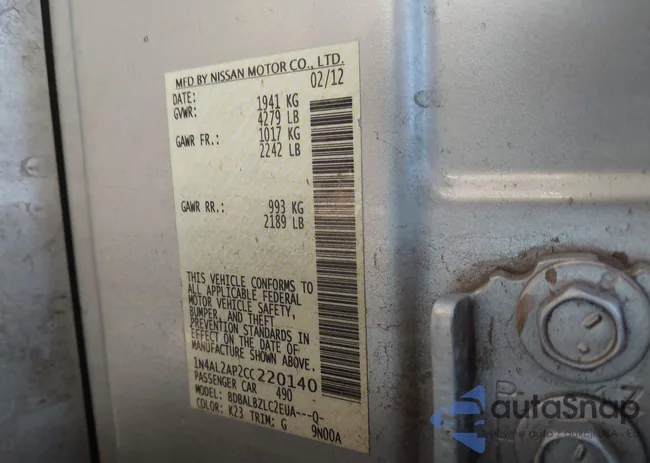 MFD BY NISSAN MOTOR CO., LTD.
DATE: 02/12
GVWR: 1941 KG
4279 LB
GAWR FR.: 1017 KG
2242 LB
GAWR RR.: 993 KG
2189 LB
THIS VEHICLE CONFORMS TO
ALL APPLICABLE FEDERAL
MOTOR VEHICLE SAFETY,
BUMPER, AND THEFT
PREVENTION STANDARDS IN
EFFECT ON THE DATE OF
MANUFACTURE SHOWN ABOVE.
1N4AL2AP2CC220140
PASSENGER CAR 490
MODEL: BDBALBZLC2EUA---Q-
COLOR: K23 TRIM: G 9N00A
autoSnap